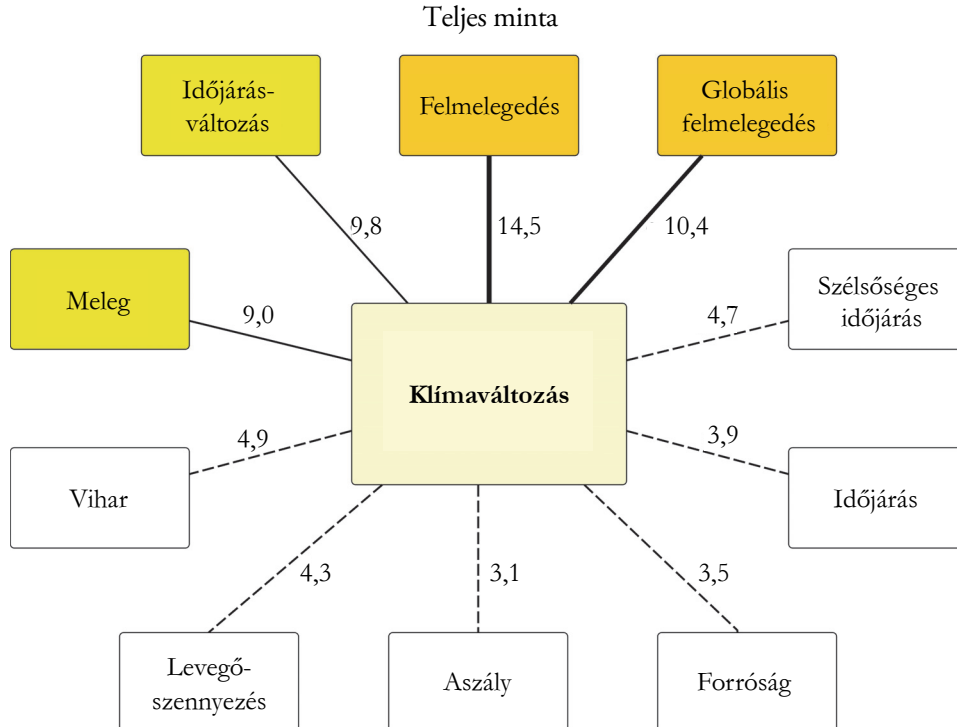 Teljes minta
Időjárás-
változás
Felmelegedés
Globális
felmelegedés
9,8
14,5
10,4
Meleg
9,0
Szélsőséges
időjárás
4,7
Klímaváltozás
Vihar
4,9
Időjárás
3,9
4,3
3,1
3,5
Levegő-
szennyezés
Aszály
Forróság